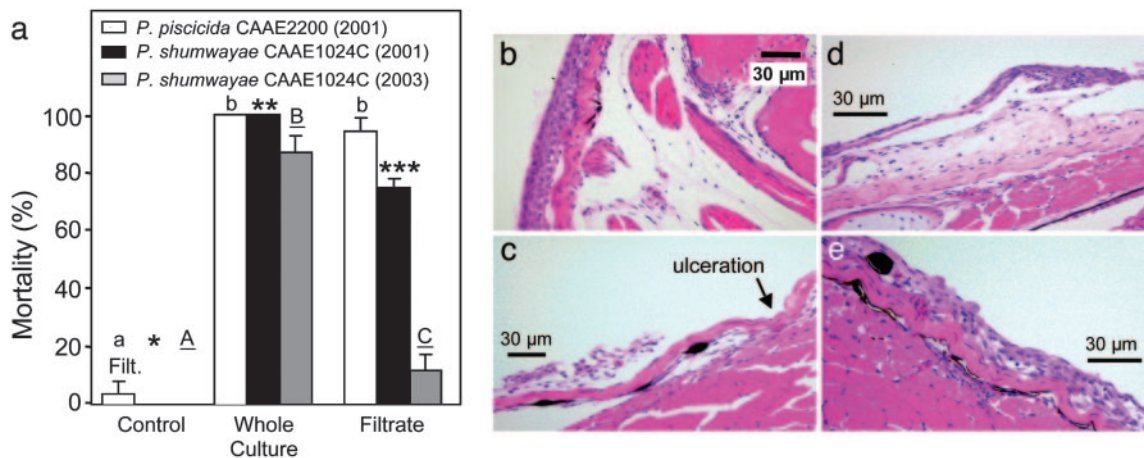 a
P. piscicida CAAE2200 (2001)
P. shumwayae CAAE1024C (2001)
P. shumwayae CAAE1024C (2003)
Mortality (%)
100
80
60
40
20
0
a
Filt.
*
A
b
**
B
b
***
C
Control
Whole
Culture
Filtrate
b
30 µm
d
30 µm
c
ulceration
30 µm
e
30 µm